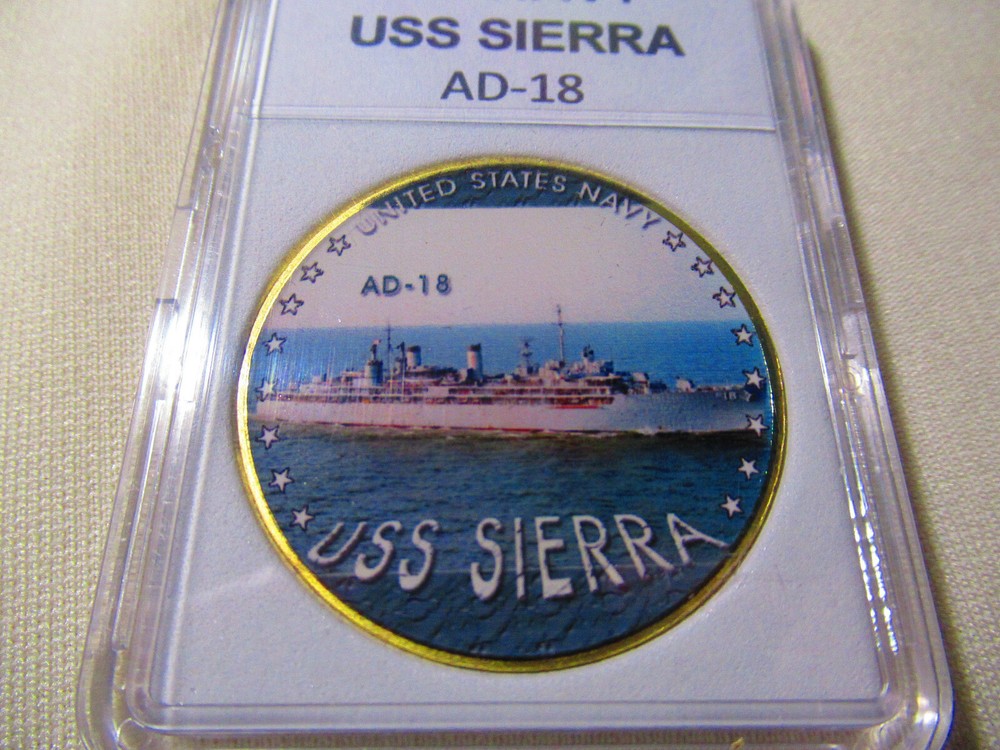 USS SIERRA
AD-18
UNITED STATES NAVY
AD-18
USS SIERRA